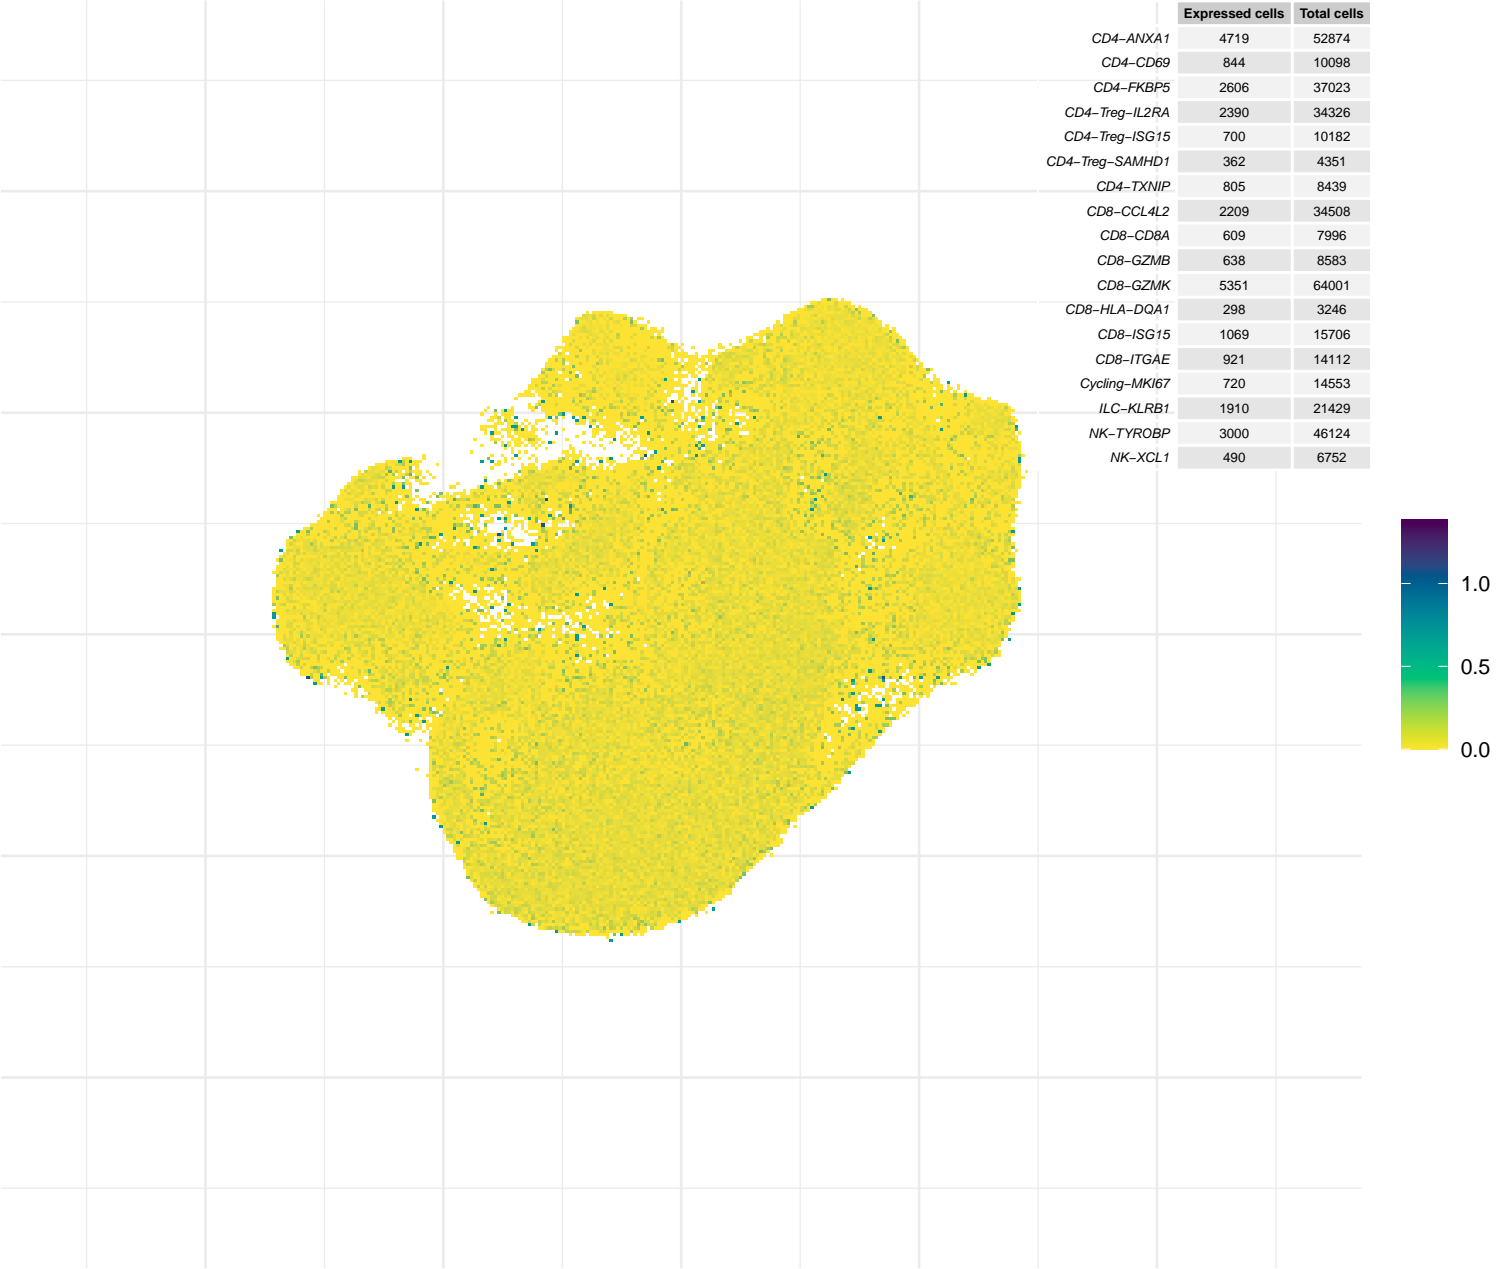 Expressed cells Total cells
CD4−ANXA1 4719 52874
CD4−CD69 844 10098
CD4−FKBP5 2606 37023
CD4−Treg−IL2RA 2390 34326
CD4−Treg−ISG15 700 10182
CD4−Treg−SAMHD1 362 4351
CD4−TXNIP 805 8439
CD8−CCL4L2 2209 34508
CD8−CD8A 609 7996
CD8−GZMB 638 8583
CD8−GZMK 5351 64001
CD8−HLA−DQA1 298 3246
CD8−ISG15 1069 15706
CD8−ITGAE 921 14112
Cycling−MKI67 720 14553
ILC−KLRB1 1910 21429
NK−TYROBP 3000 46124
NK−XCL1 490 6752
1.0
0.5
0.0